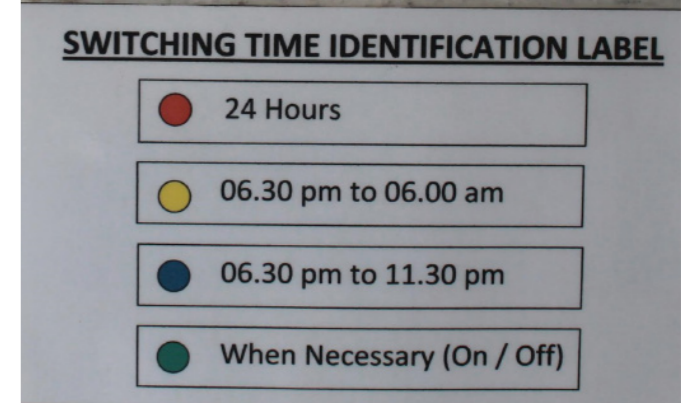 SWITCHING TIME IDENTIFICATION LABEL
24 Hours
06.30 pm to 06.00 am
06.30 pm to 11.30 pm
When Necessary (On / Off)